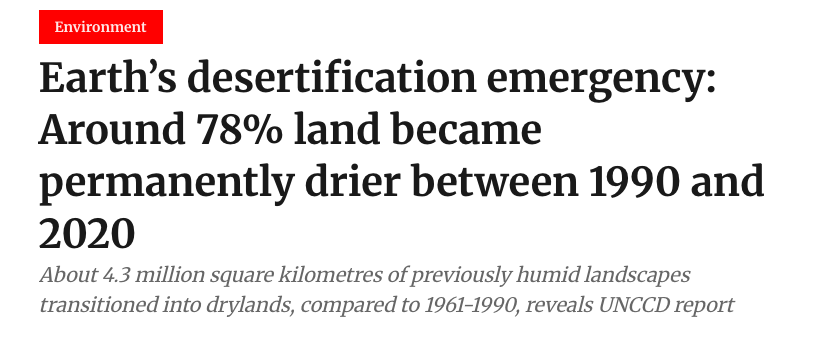 Environment
Earth’s desertification emergency:
Around 78% land became
permanently drier between 1990 and
2020
About 4.3 million square kilometres of previously humid landscapes
transitioned into drylands, compared to 1961-1990, reveals UNCCD report